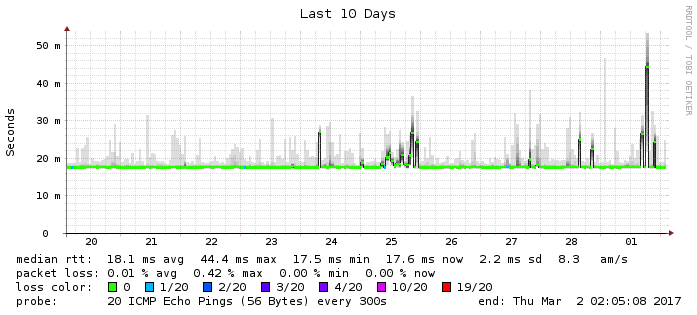 Last 10 Days
RRDTOOL / TOBI OETIKER
Seconds
50 m
40 m
30 m
20 m
10 m
0
20 21 22 23 24 25 26 27 28 01
median rtt: 18.1 ms avg 44.4 ms max 17.5 ms min 17.6 ms now 2.2 ms sd 8.3 am/s
packet loss: 0.01 % avg 0.42 % max 0.00 % min 0.00 % now
loss color: 0 1/20 2/20 3/20 4/20 10/20 19/20
probe: 20 ICMP Echo Pings (56 Bytes) every 300s end: Thu Mar 2 02:05:08 2017